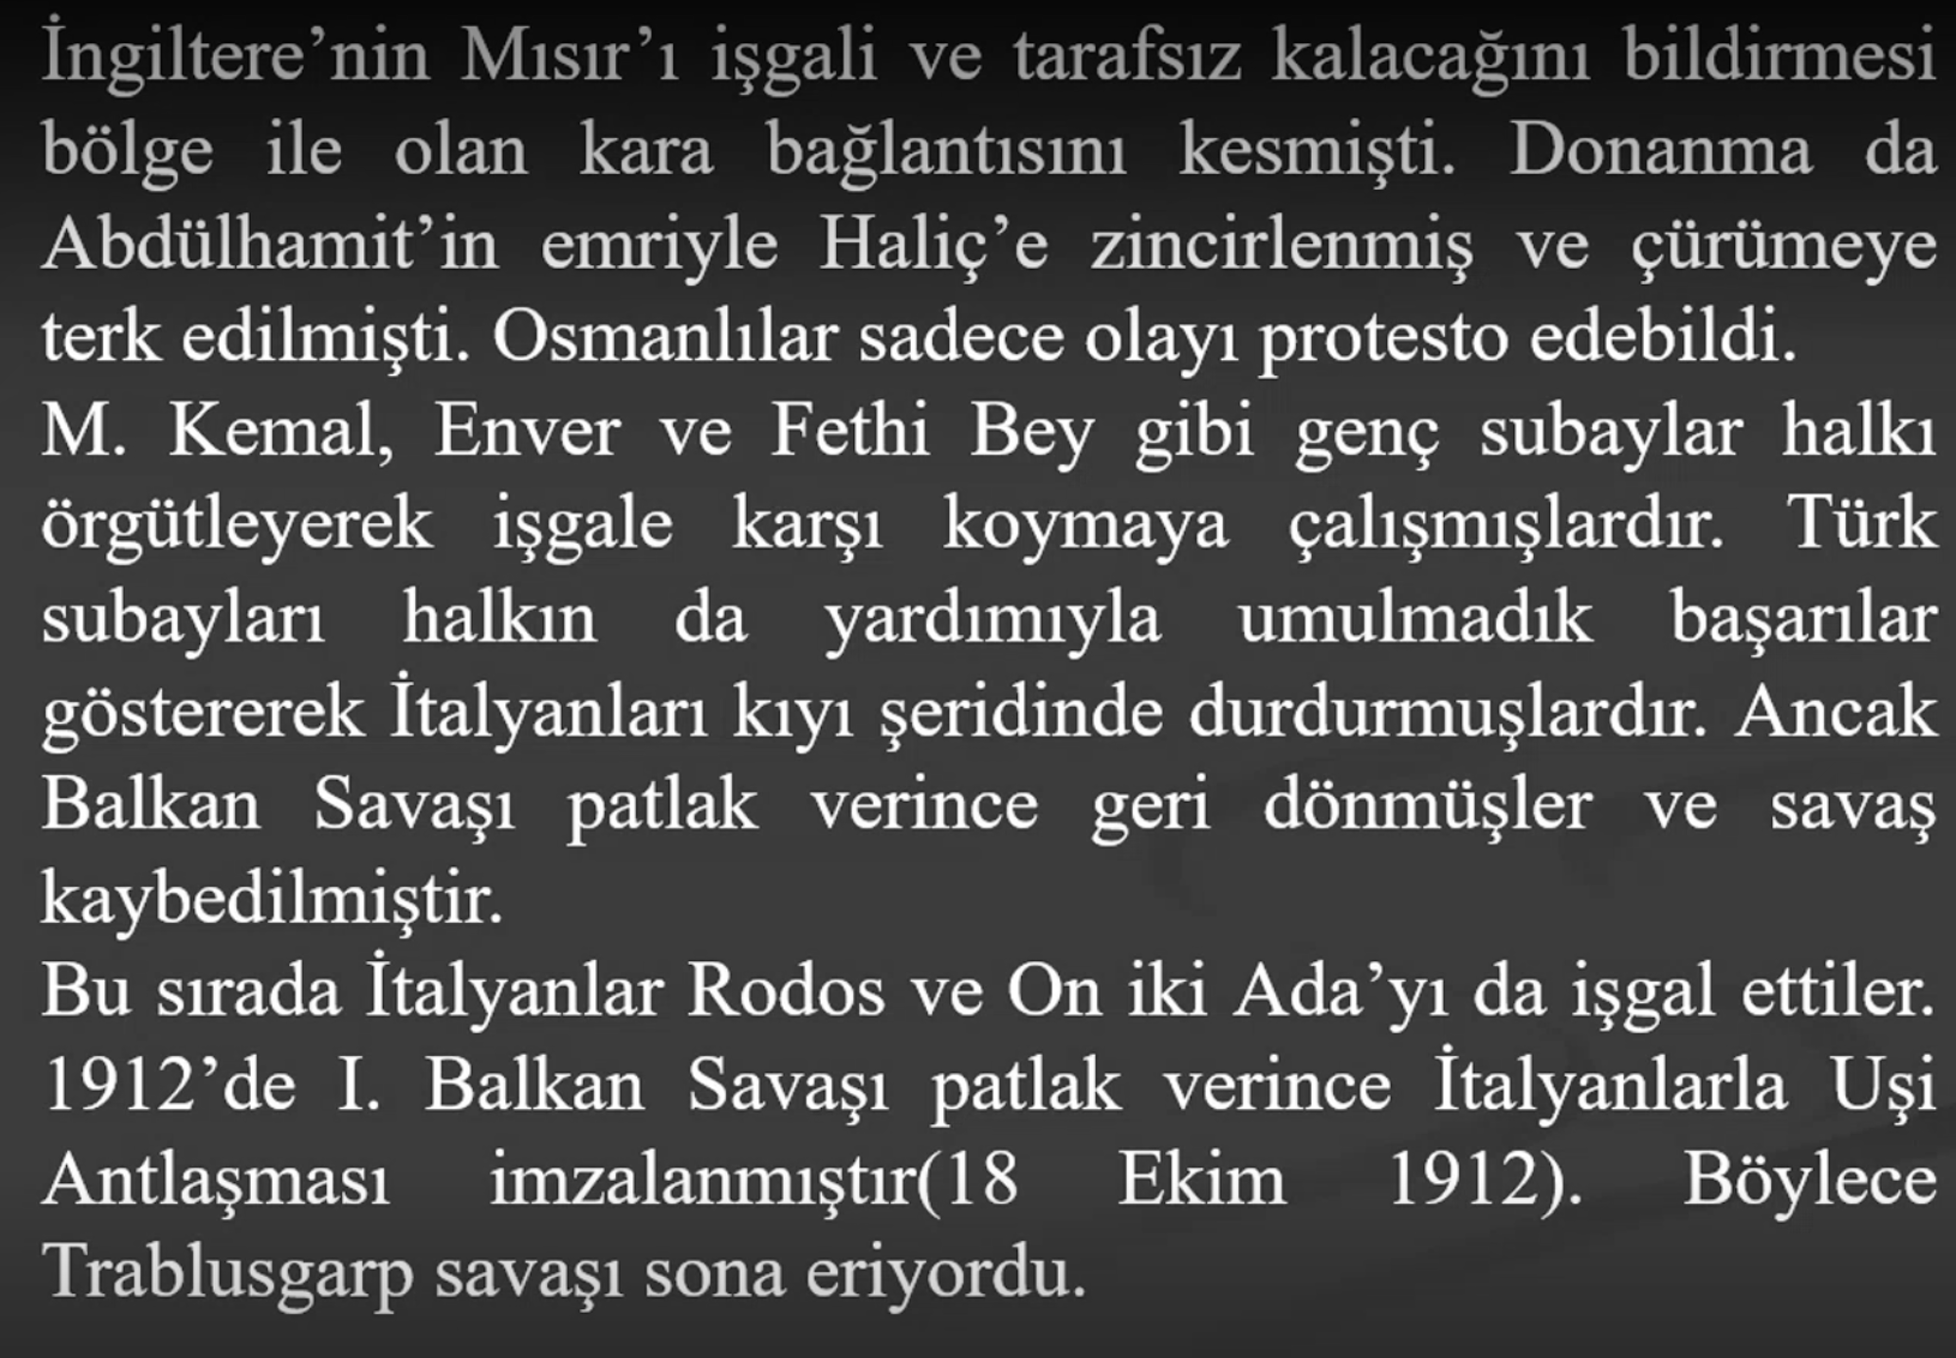 İngiltere’nin Mısır’ı işgali ve tarafsız kalacağını bildirmesi
bölge ile olan kara bağlantısını kesmişti. Donanma da
Abdülhamit’in emriyle Haliç’e zincirlenmiş ve çürümeye
terk edilmişti. Osmanlılar sadece olayı protesto edebildi.
M. Kemal, Enver ve Fethi Bey gibi genç subaylar halkı
örgütleyerek işgale karşı koymaya çalışmışlardır. Türk
subayları halkın da yardımıyla umulmadık başarılar
göstererek İtalyanları kıyı şeridinde durdurmuşlardır. Ancak
Balkan Savaşı patlak verince geri dönmüşler ve savaş
kaybedilmiştir.
Bu sırada İtalyanlar Rodos ve On iki Ada’yı da işgal ettiler.
1912’de I. Balkan Savaşı patlak verince İtalyanlarla Uşi
Antlaşması imzalanmıştır(18 Ekim 1912). Böylece
Trablusgarp savaşı sona eriyordu.